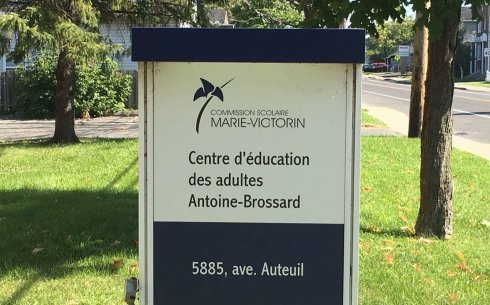 COMMISSION SCOLAIRE
MARIE-VICTORIN
Centre d'éducation
des adultes
Antoine-Brossard
5885, ave. Auteuil